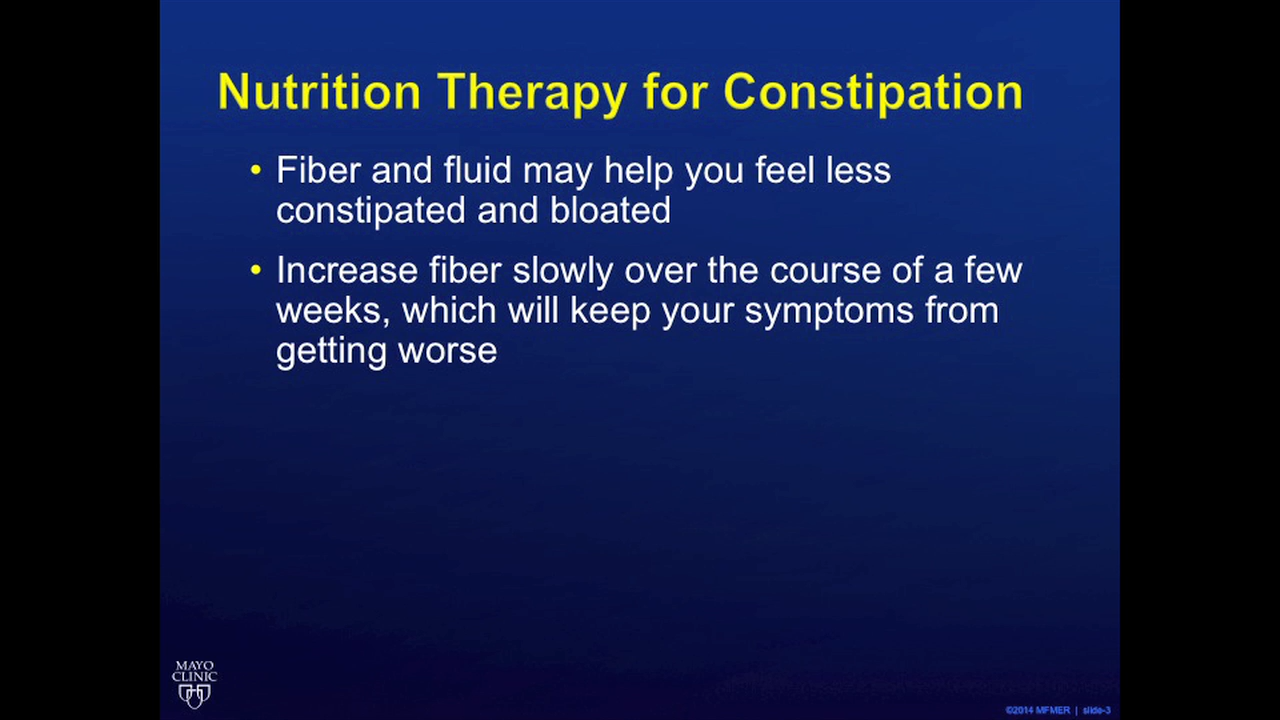 Nutrition Therapy for Constipation
• Fiber and fluid may help you feel less
constipated and bloated
• Increase fiber slowly over the course of a few
weeks, which will keep your symptoms from
getting worse
MAYO
CLINIC
©2014 MFMER | slide-3